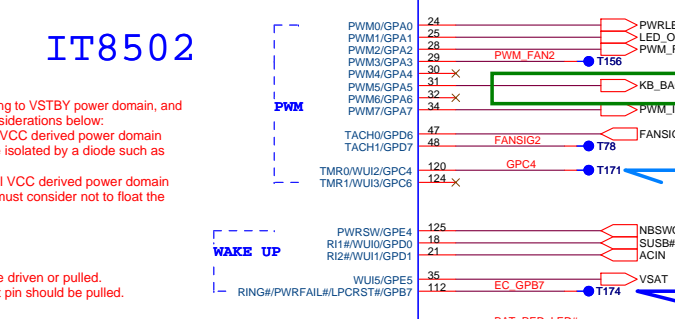 IT8502
PWM0/GPA0 24 PWRLE
PWM1/GPA1 25 LED_O
PWM2/GPA2 28 PWM_F
PWM3/GPA3 29 PWM_FAN2 T156
PWM4/GPA4 30
PWM5/GPA5 31 KB_BA
PWM6/GPA6 32
PWM7/GPA7 34 PWM_I
PWM
ng to VSTBY power domain, and
siderations below:
VCC derived power domain
isolated by a diode such as
l VCC derived power domain
must consider not to float the
TACH0/GPD6 47 FANSIG
TACH1/GPD7 48 FANSIG2 T78
TMR0/WUI2/GPC4 120 GPC4 T171
TMR1/WUI3/GPC6 124
WAKE UP
PWRSW/GPE4 125 NBSWO
RI1#/WUI0/GPD0 18 SUSB#
RI2#/WUI1/GPD1 21 ACIN
WUI5/GPE5 35 VSAT
RING#/PWRFAIL#/LPCRST#/GPB7 112 EC_GPB7 T174
e driven or pulled.
t pin should be pulled.